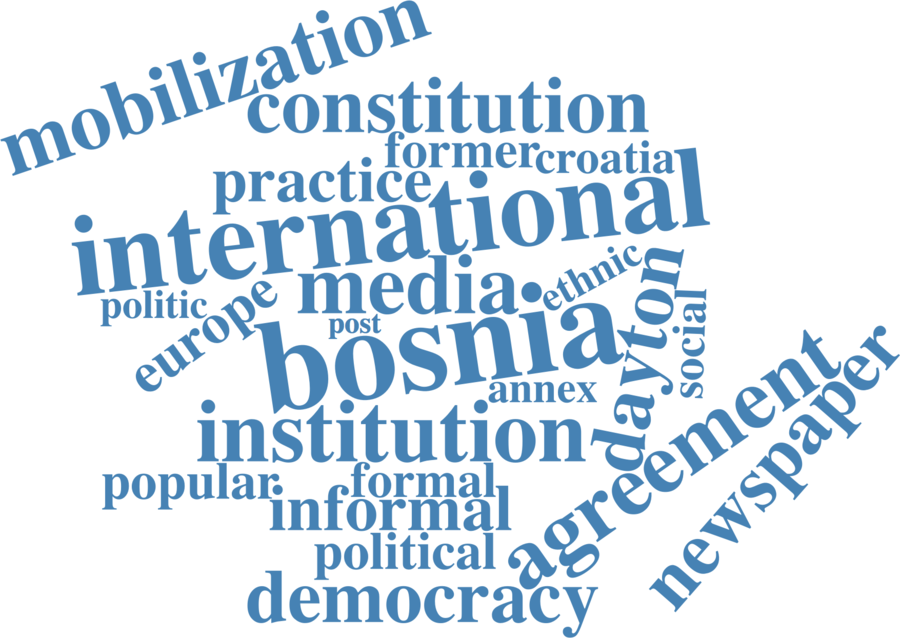 mobilization
constitution
former
croatia
practice
international
media
ethnic
politic
europe
post
bosnia
dayton
social
annex
institution
agreement
newspaper
popular
formal
informal
political
democracy